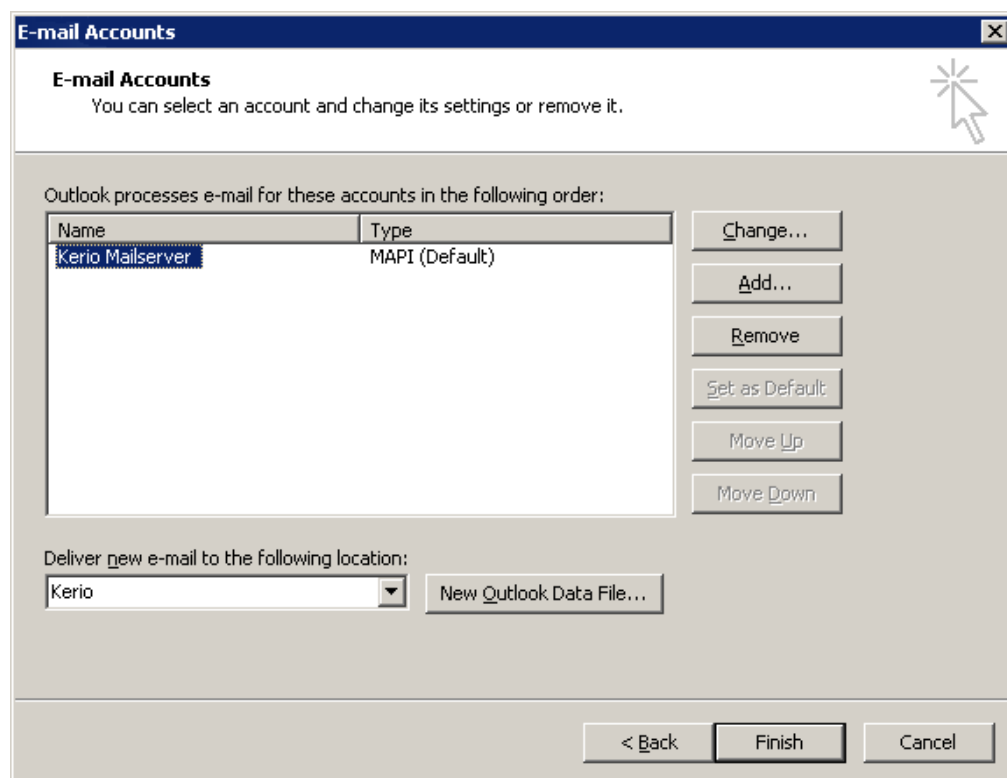 E-mail Accounts
E-mail Accounts
You can select an account and change its settings or remove it.
Outlook processes e-mail for these accounts in the following order:
Name Type
Kerio Mailserver MAPI (Default)
Change...
Add...
Remove
Set as Default
Move Up
Move Down
Deliver new e-mail to the following location:
Kerio New Outlook Data File...
< Back Finish Cancel